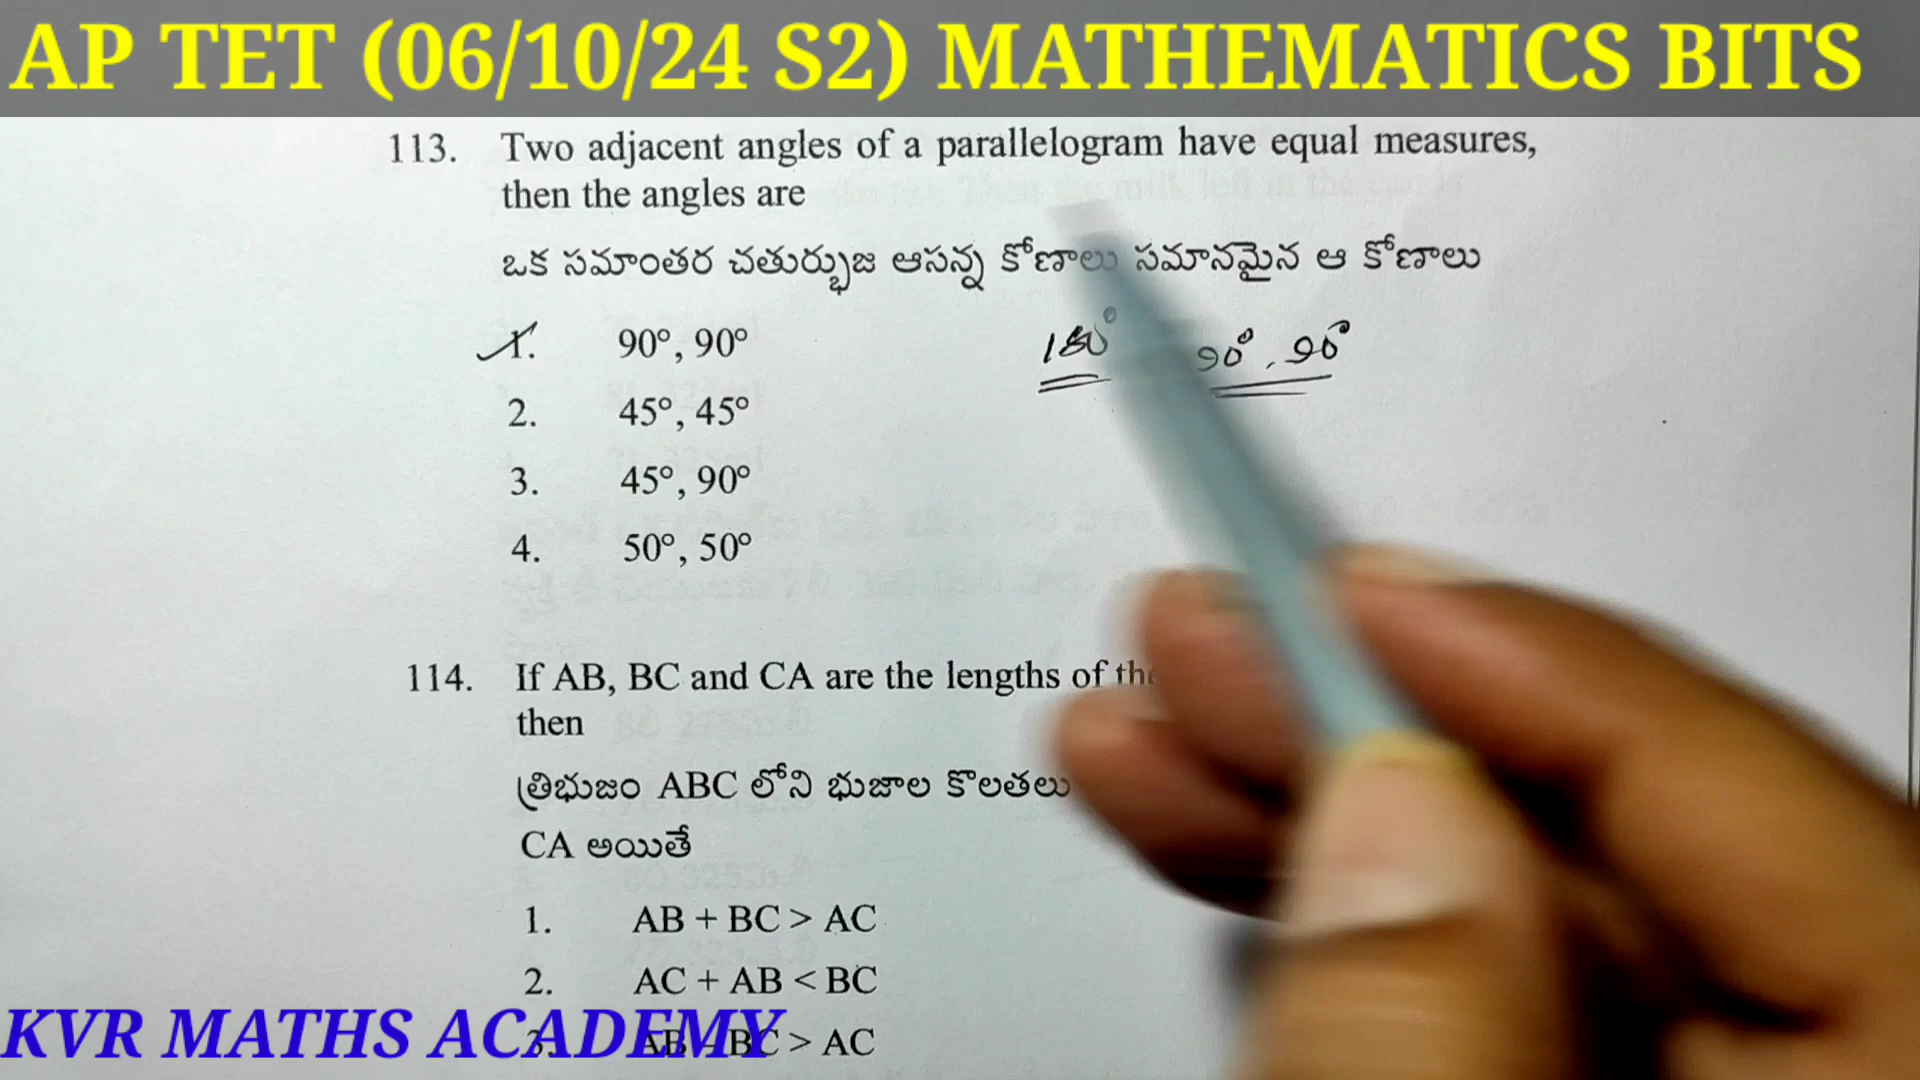 AP TET (06/10/24 S2) MATHEMATICS BITS
113. Two adjacent angles of a parallelogram have equal measures,
then the angles are
ఒక సమాంతర చతుర్భుజ ఆసన్న కోణాలు సమానమైన ఆ కోణాలు
1. 90°, 90° 180° 90°, 90°
2. 45°, 45°
3. 45°, 90°
4. 50°, 50°
114. If AB, BC and CA are the lengths of the
then
త్రిభుజం ABC లోని భుజాల కొలతలు
CA అయితే
1. AB + BC > AC
2. AC + AB < BC
3. AB - BC > AC
KVR MATHS ACADEMY